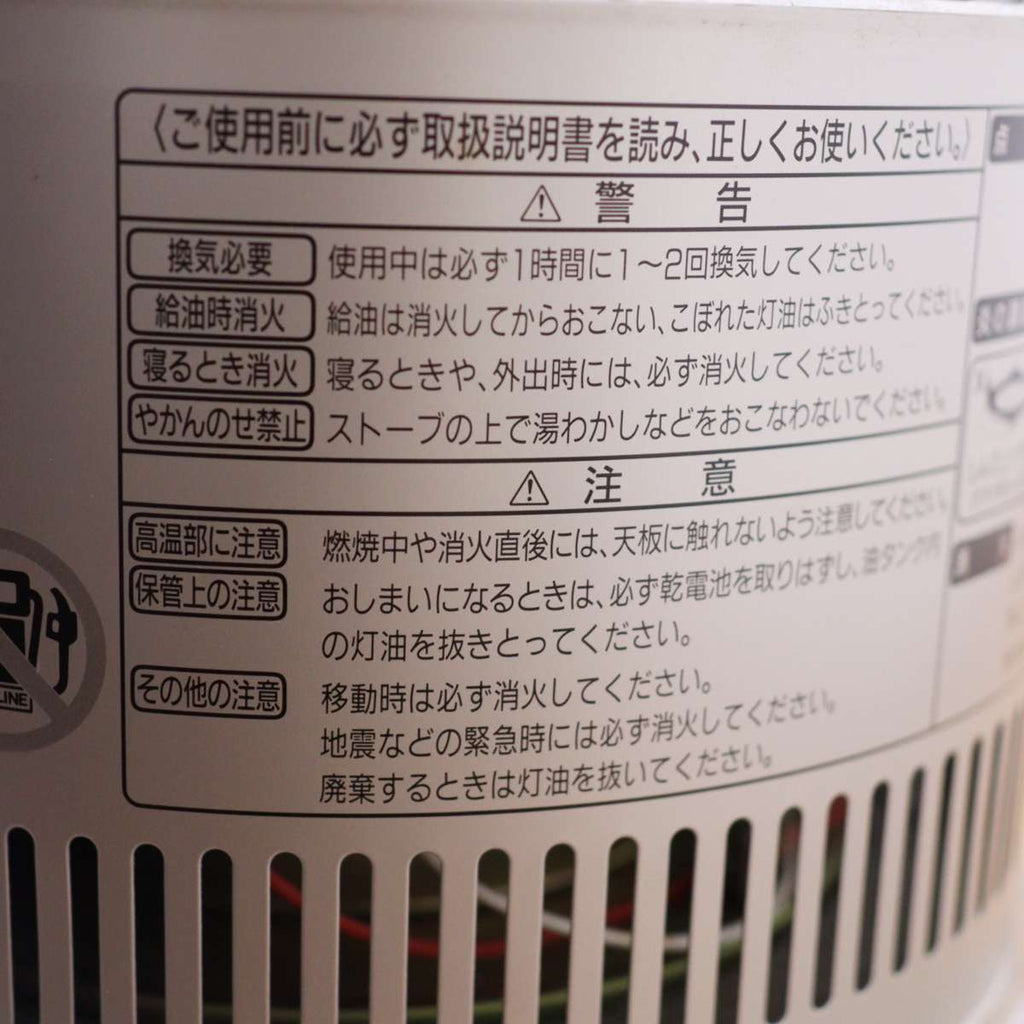 〈ご使用前に必ず取扱説明書を読み、正しくお使いください。〉
⚠ 警告
換気必要 使用中は必ず1時間に1～2回換気してください。
給油時消火 給油は消火してからおこない、こぼれた灯油はふきとってください。
寝るとき消火 寝るときや、外出時には、必ず消火してください。
やかんのせ禁止 ストーブの上で湯わかしなどをおこなわないでください。
⚠ 注意
高温部に注意 燃焼中や消火直後には、天板に触れないよう注意してください。
保管上の注意 おしまいになるときは、必ず乾電池を取りはずし、油タンク内
の灯油を抜きとってください。
その他の注意 移動時は必ず消火してください。
地震などの緊急時には必ず消火してください。
廃棄するときは灯油を抜いてください。
LINE
点